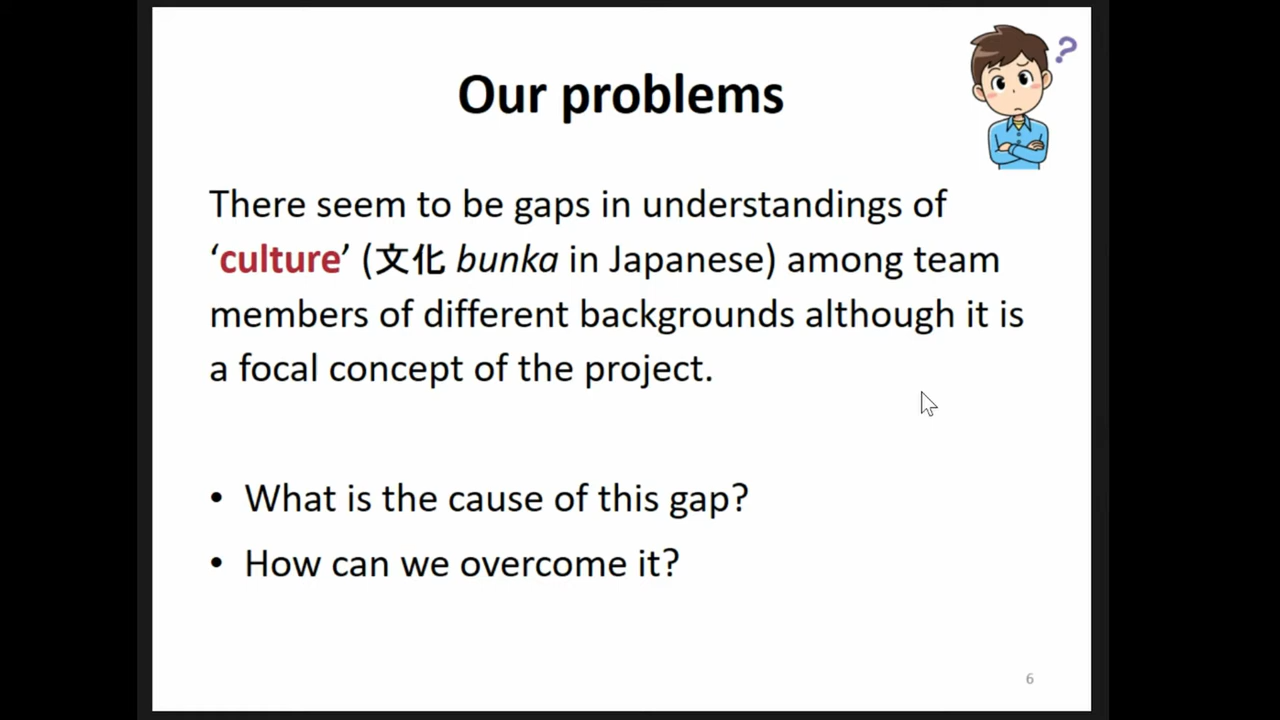 Our problems
?
There seem to be gaps in understandings of
‘culture’ (文化 bunka in Japanese) among team
members of different backgrounds although it is
a focal concept of the project.
• What is the cause of this gap?
• How can we overcome it?
6